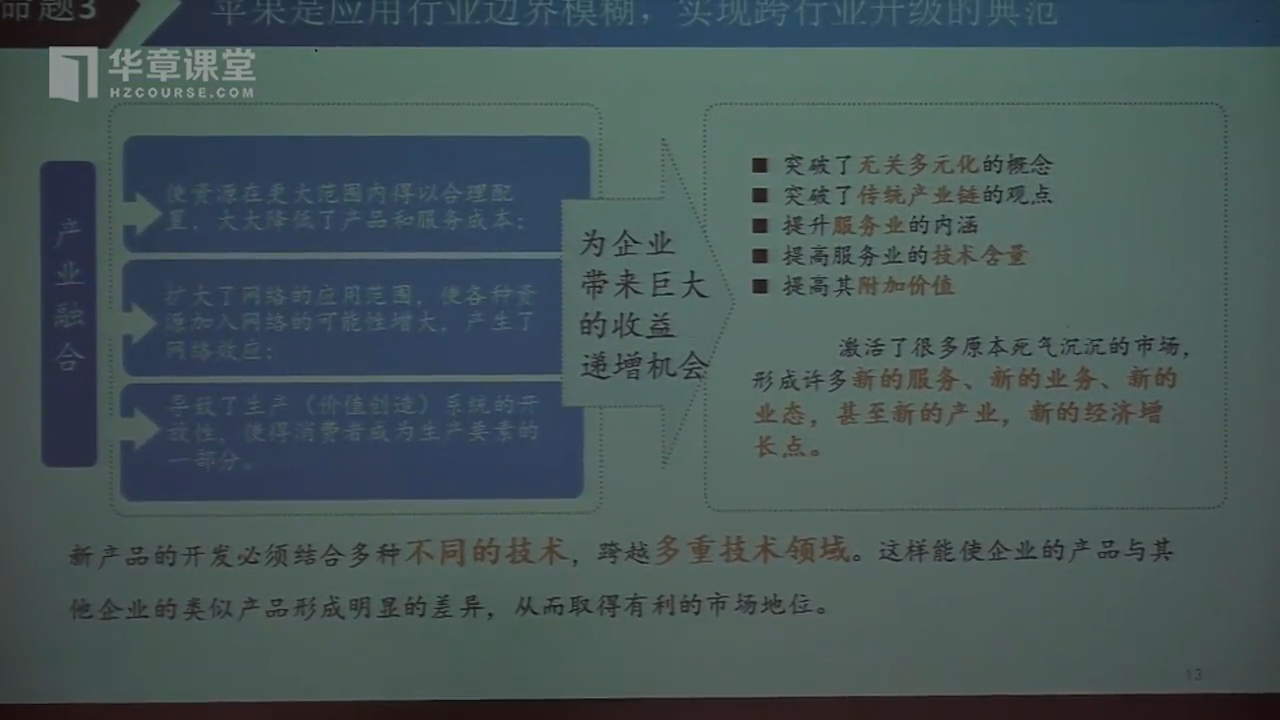 命题3
苹果是应用行业边界模糊，实现跨行业升级的典范
华章课堂
HZCOURSE.COM
产业融合
使资源在更大范围内得以合理配
置，大大降低了产品和服务成本；
扩大了网络的应用范围，使各种资
源加入网络的可能性增大，产生了
网络效应；
导致了生产（价值创造）系统的开
放性，使得消费者成为生产要素的
一部分。
为企业
带来巨大
的收益
递增机会
■ 突破了无关多元化的概念
■ 突破了传统产业链的观点
■ 提升服务业的内涵
■ 提高服务业的技术含量
■ 提高其附加价值
激活了很多原本死气沉沉的市场，
形成许多新的服务、新的业务、新的
业态，甚至新的产业，新的经济增
长点。
新产品的开发必须结合多种不同的技术，跨越多重技术领域。这样能使企业的产品与其
他企业的类似产品形成明显的差异，从而取得有利的市场地位。
13